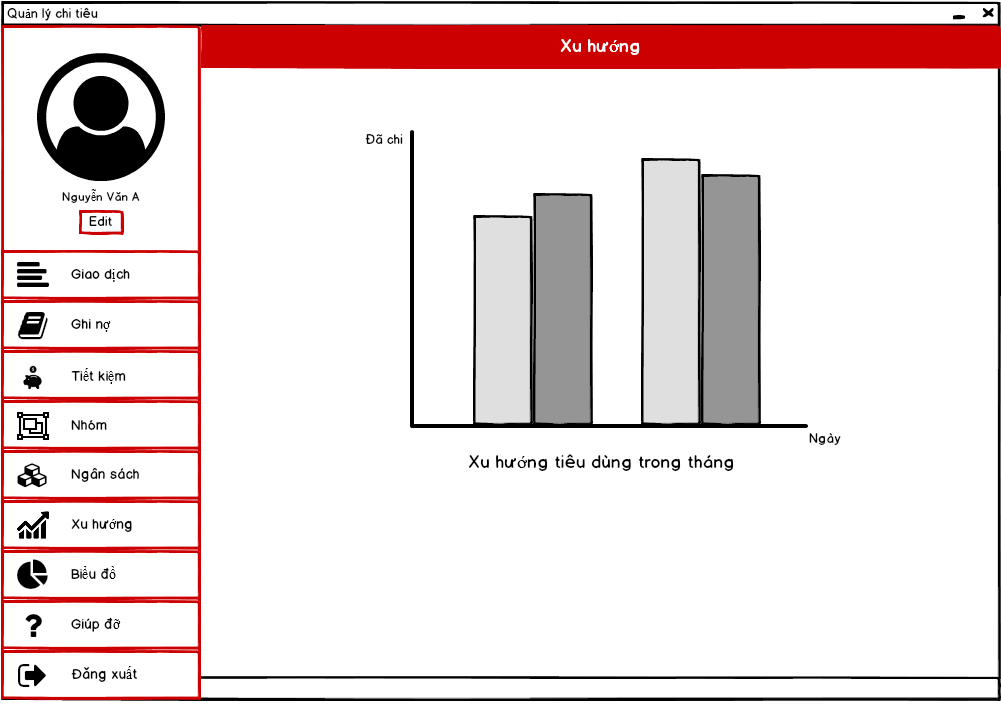 Quản lý chi tiêu
Xu hướng
Nguyễn Văn A
Edit
Giao dịch
Ghi nợ
Tiết kiệm
Nhóm
Ngân sách
Xu hướng
Biểu đồ
Giúp đỡ
Đăng xuất
Đã chi
Ngày
Xu hướng tiêu dùng trong tháng